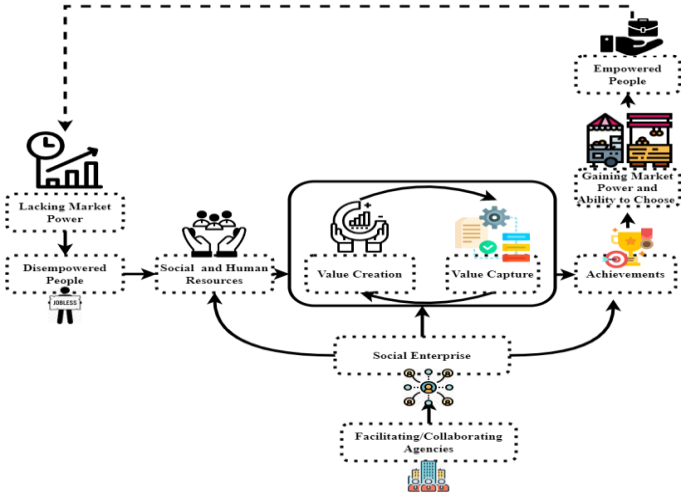 Empowered
People
Gaining Market
Power and
Ability to Choose
Lacking Market
Power
Disempowered
People
JOBLESS
Social and Human
Resources
Value Creation
Value Capture
Achievements
Social Enterprise
Facilitating/Collaborating
Agencies